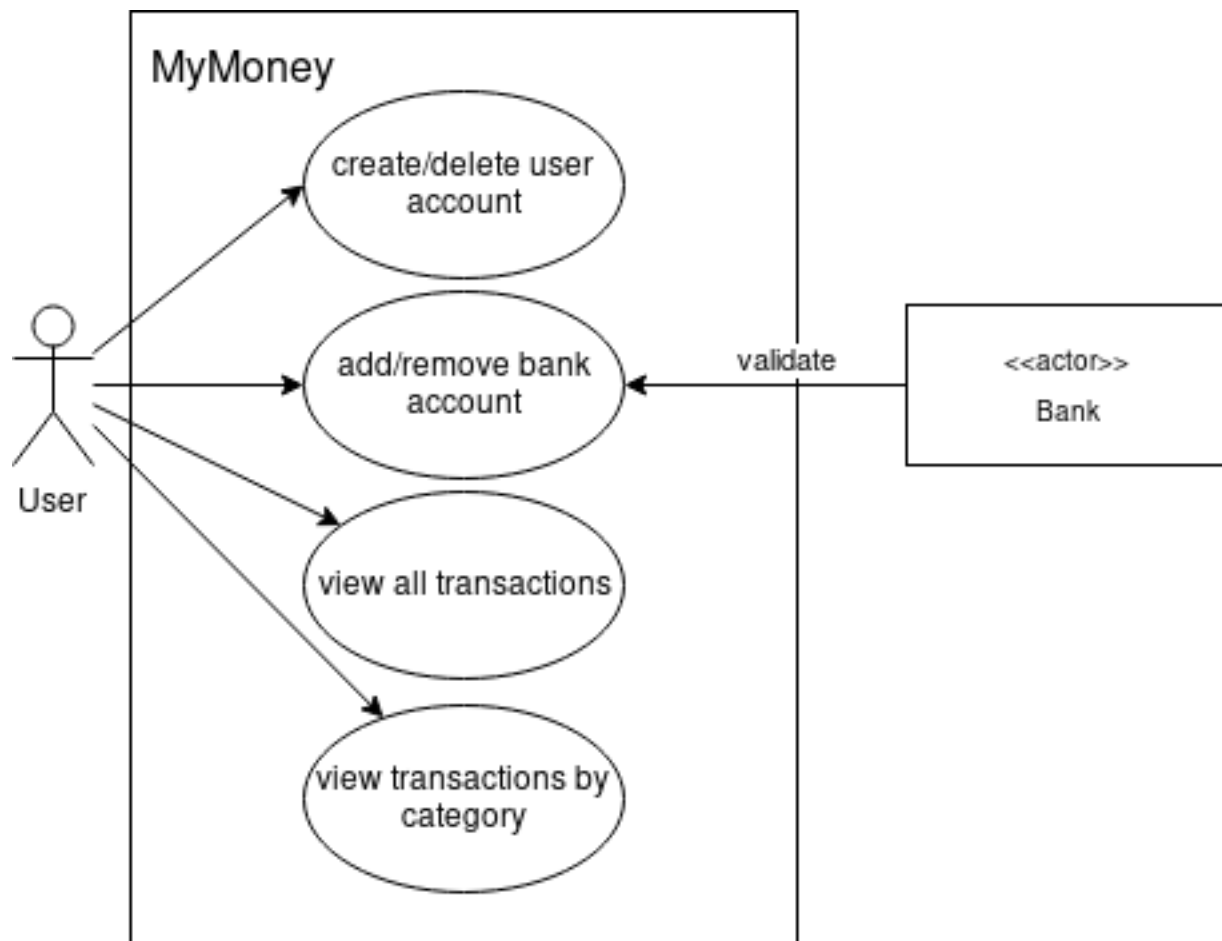 MyMoney
create/delete user
account
add/remove bank
account
validate
<<actor>>
Bank
User
view all transactions
view transactions by
category